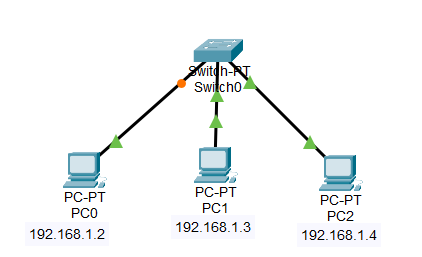 Switch-PT
Switch0
PC-PT
PC0
192.168.1.2
PC-PT
PC1
192.168.1.3
PC-PT
PC2
192.168.1.4